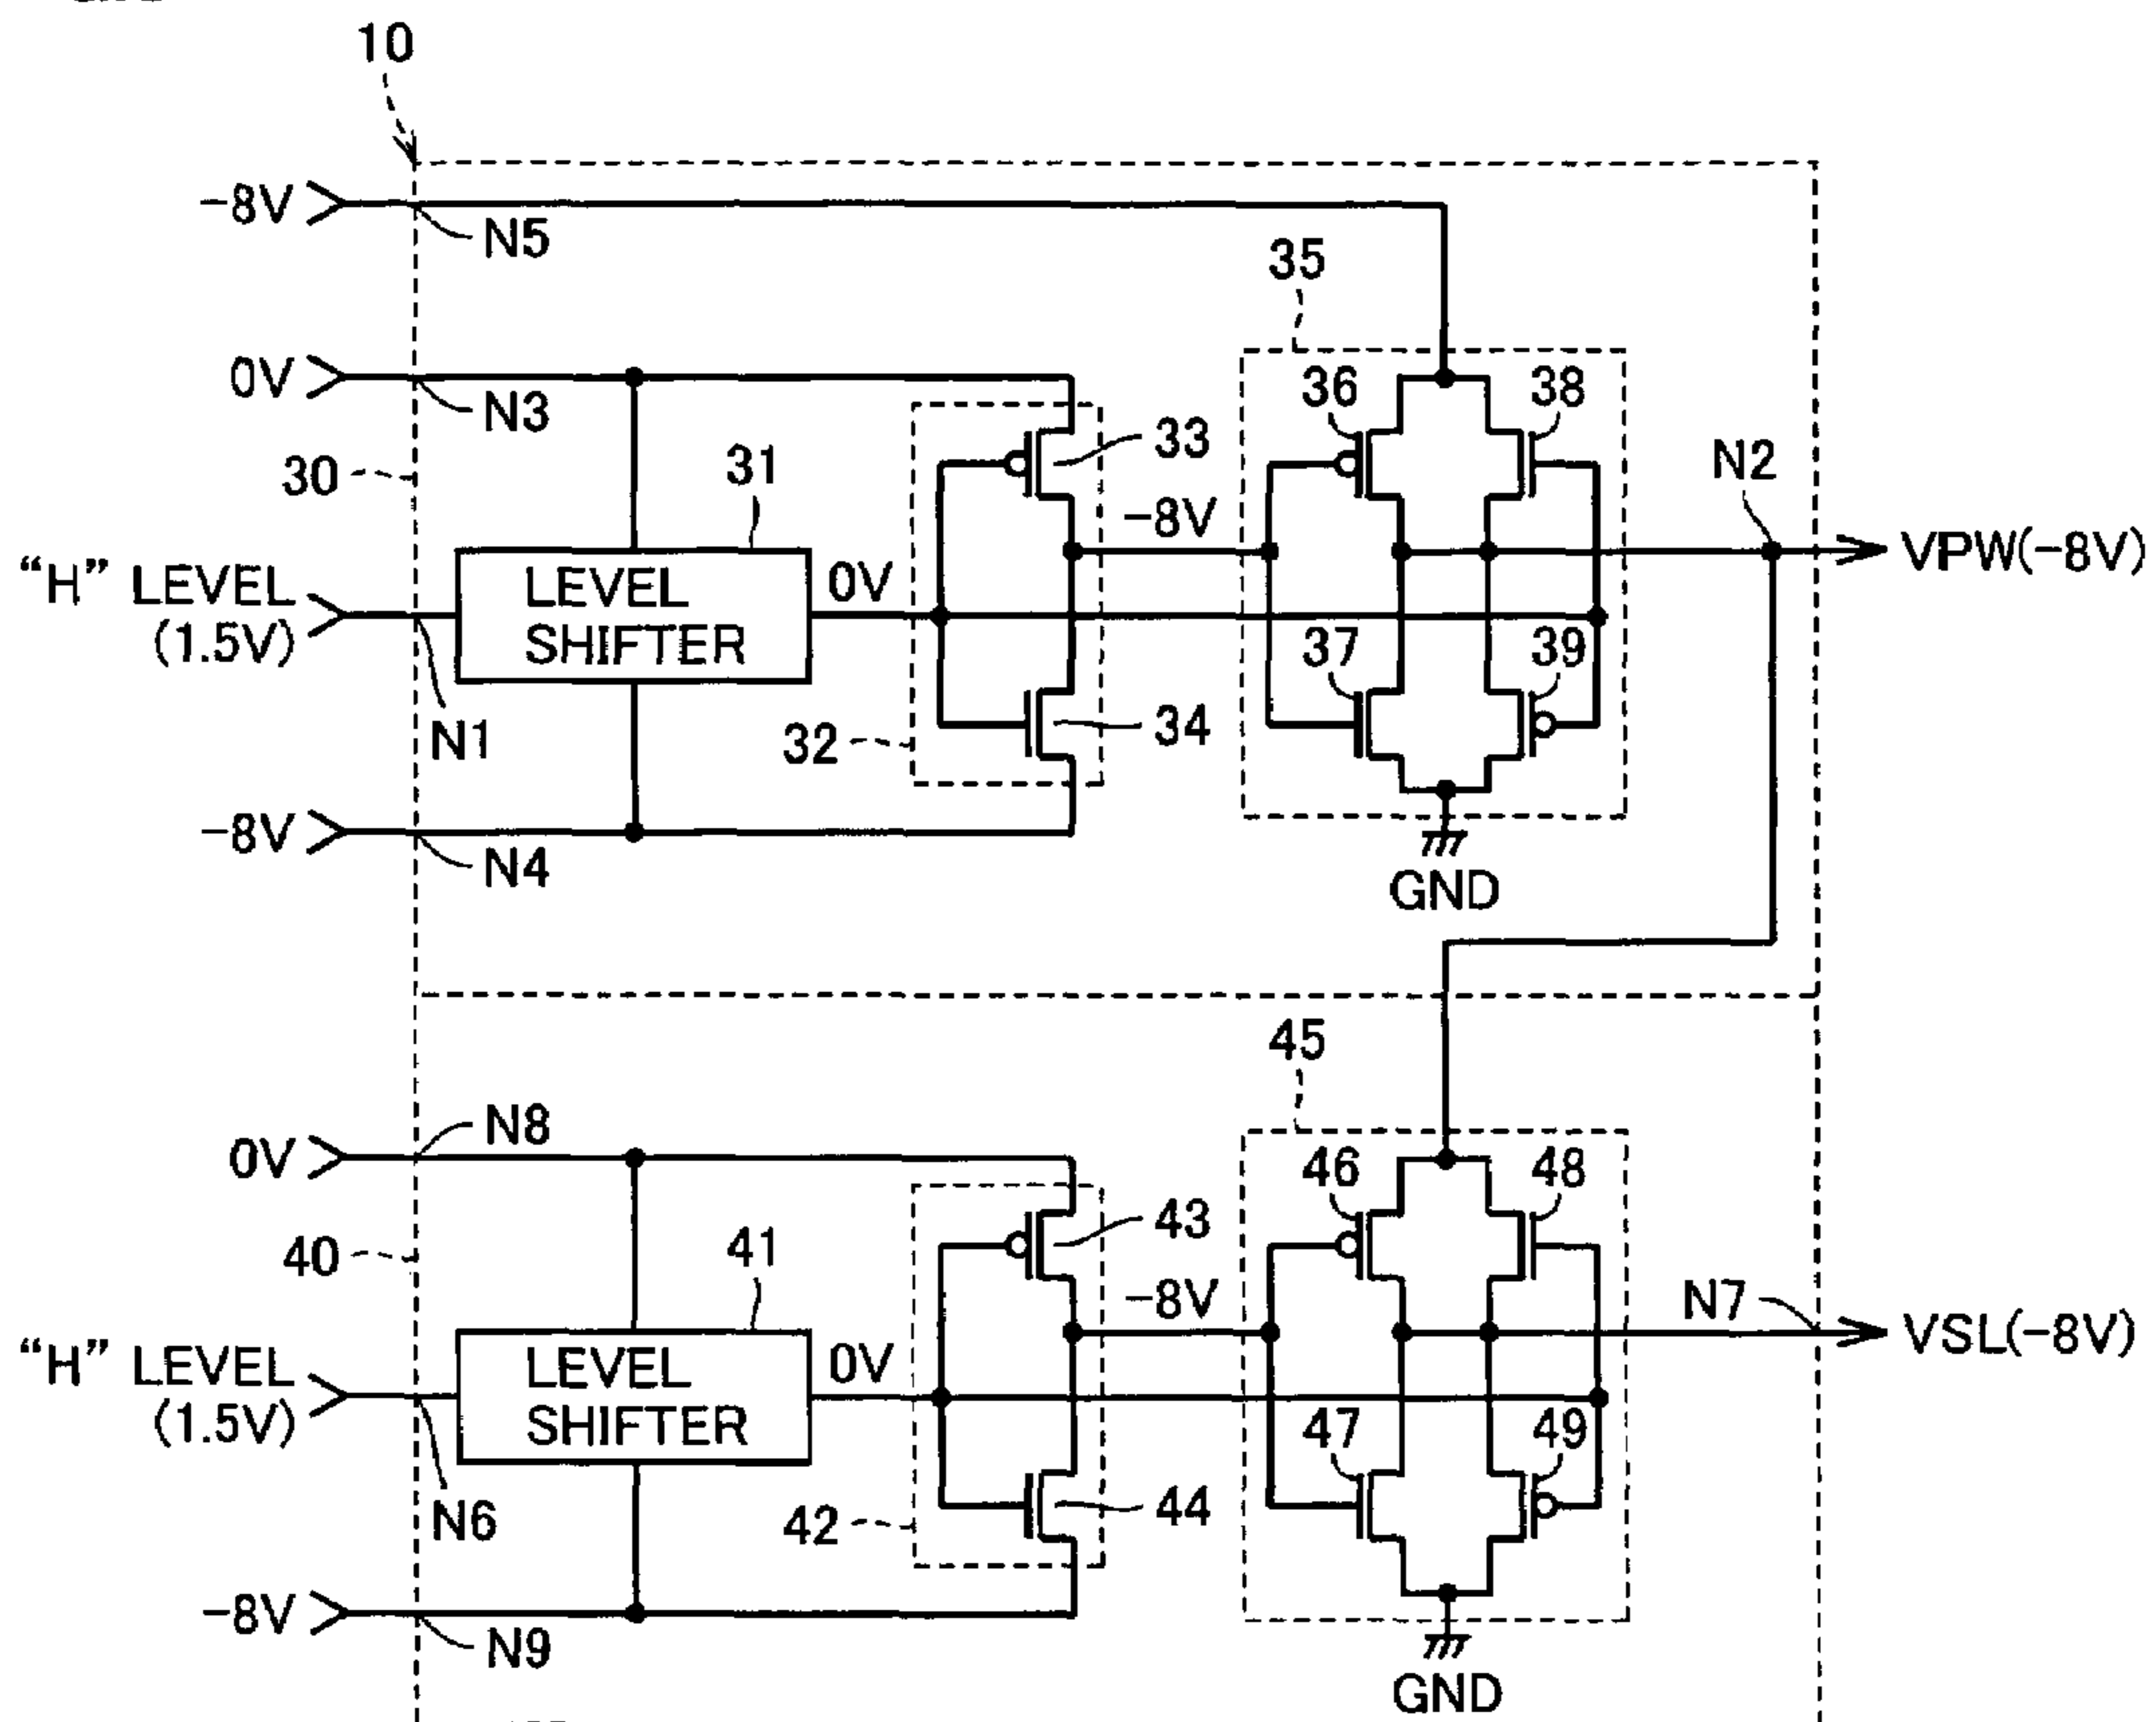 10
-8V
N5
35
0V
N3
36
38
33
N2
30
31
-8V
"H" LEVEL
(1.5V)
LEVEL
SHIFTER
0V
VPW(-8V)
37
39
N1
32
34
-8V
N4
GND
45
N8
0V
46
48
43
40
41
-8V
N7
"H" LEVEL
(1.5V)
LEVEL
SHIFTER
0V
VSL(-8V)
47
49
N6
42
44
-8V
N9
GND